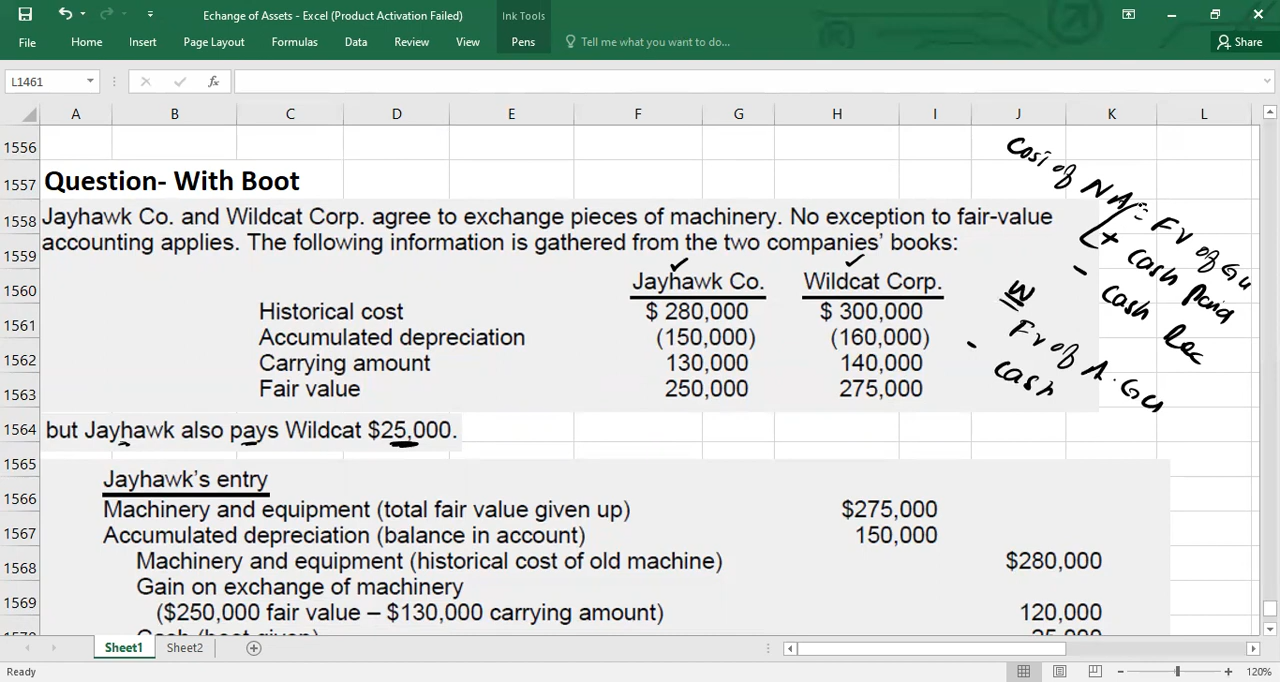 Echange of Assets - Excel (Product Activation Failed)
Ink Tools
File Home Insert Page Layout Formulas Data Review View Pens Tell me what you want to do... Share
L1461 fx
A B C D E F G H I J K L
1556
1557 Question- With Boot
1558 Jayhawk Co. and Wildcat Corp. agree to exchange pieces of machinery. No exception to fair-value
1559 accounting applies. The following information is gathered from the two companies' books:
1560 Jayhawk Co. Wildcat Corp.
1561 Historical cost $ 280,000 $ 300,000
Accumulated depreciation (150,000) (160,000)
1562 Carrying amount 130,000 140,000
1563 Fair value 250,000 275,000
1564 but Jayhawk also pays Wildcat $25,000.
1565
1566 Jayhawk's entry
Machinery and equipment (total fair value given up) $275,000
1567 Accumulated depreciation (balance in account) 150,000
1568 Machinery and equipment (historical cost of old machine) $280,000
Gain on exchange of machinery
1569 ($250,000 fair value – $130,000 carrying amount) 120,000
1570 Cash (boot given) 25,000
Cost of NA = FV of Gu
+ cash Paid
- cash Rec
W
FV of A. Gu
- cash
Sheet1 Sheet2
Ready 120%